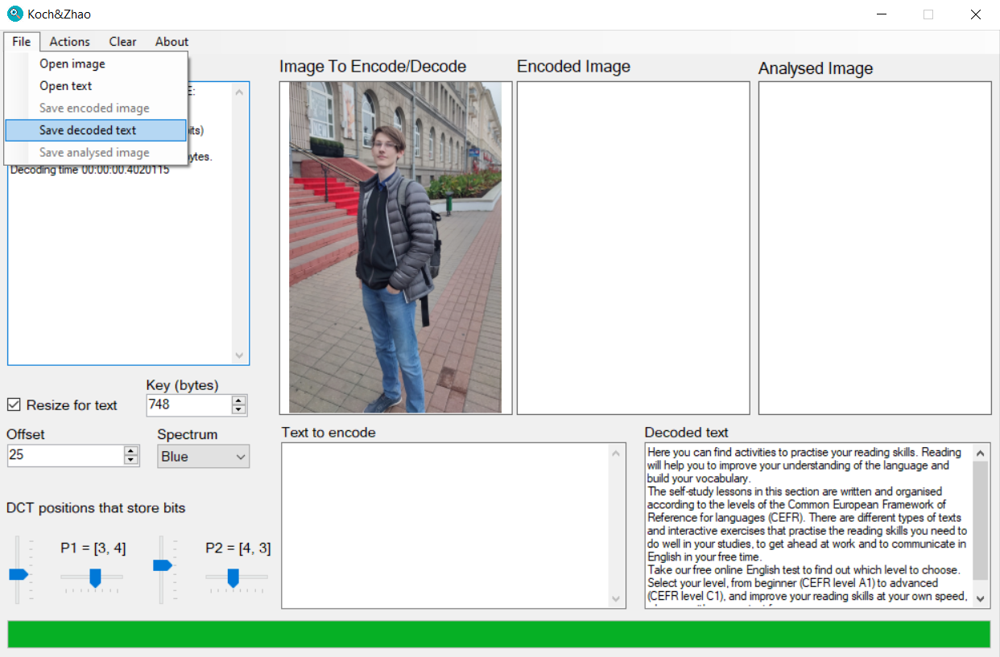 Koch&Zhao
File Actions Clear About
Open image
Open text
Save encoded image
Save decoded text
Save analysed image
E:
bits)
bytes.
Decoding time 00:00:00.4020115
Image To Encode/Decode
Encoded Image
Analysed Image
Resize for text
Key (bytes)
748
Offset
25
Spectrum
Blue
DCT positions that store bits
P1 = [3, 4]
P2 = [4, 3]
Text to encode
Decoded text
Here you can find activities to practise your reading skills. Reading
will help you to improve your understanding of the language and
build your vocabulary.
The self-study lessons in this section are written and organised
according to the levels of the Common European Framework of
Reference for languages (CEFR). There are different types of texts
and interactive exercises that practise the reading skills you need to
do well in your studies, to get ahead at work and to communicate in
English in your free time.
Take our free online English test to find out which level to choose.
Select your level, from beginner (CEFR level A1) to advanced
(CEFR level C1), and improve your reading skills at your own speed,